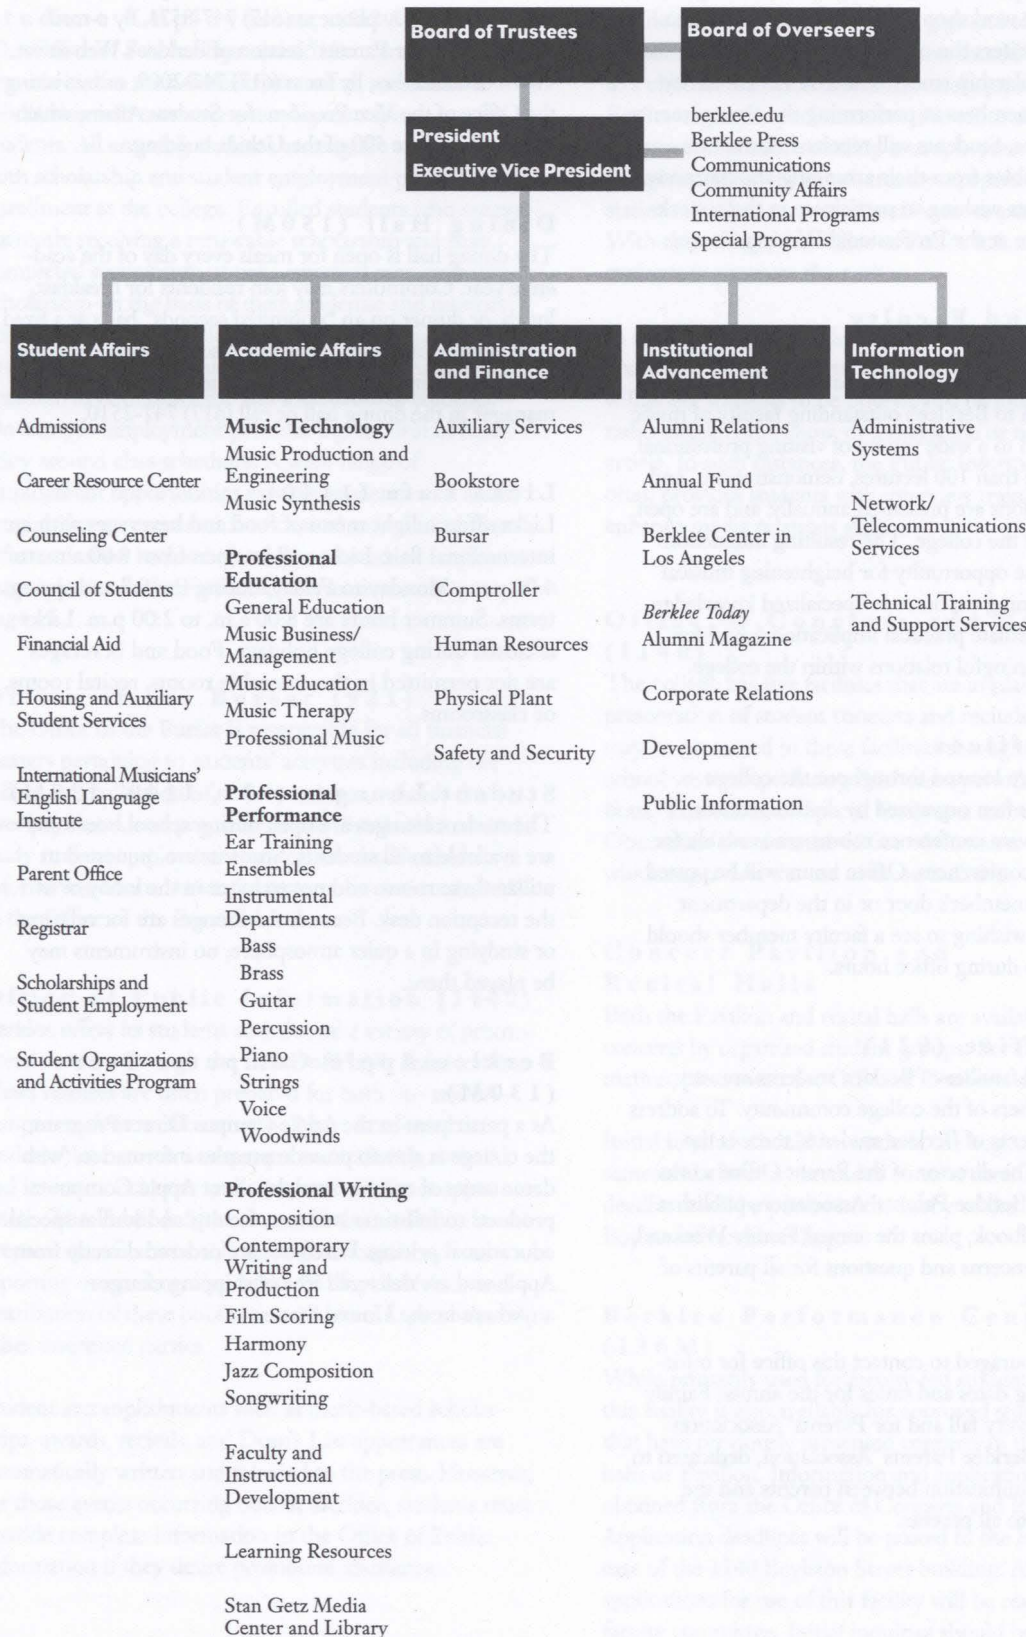 Board of Trustees
Board of Overseers
President
Executive Vice President
berklee.edu
Berklee Press
Communications
Community Affairs
International Programs
Special Programs
Student Affairs
Admissions
Career Resource Center
Counseling Center
Council of Students
Financial Aid
Housing and Auxiliary
Student Services
International Musicians'
English Language
Institute
Parent Office
Registrar
Scholarships and
Student Employment
Student Organizations
and Activities Program
Academic Affairs
Music Technology
Music Production and
Engineering
Music Synthesis
Professional
Education
General Education
Music Business/
Management
Music Education
Music Therapy
Professional Music
Professional
Performance
Ear Training
Ensembles
Instrumental
Departments
Bass
Brass
Guitar
Percussion
Piano
Strings
Voice
Woodwinds
Professional Writing
Composition
Contemporary
Writing and
Production
Film Scoring
Harmony
Jazz Composition
Songwriting
Faculty and
Instructional
Development
Learning Resources
Stan Getz Media
Center and Library
Administration
and Finance
Auxiliary Services
Bookstore
Bursar
Comptroller
Human Resources
Physical Plant
Safety and Security
Institutional
Advancement
Alumni Relations
Annual Fund
Berklee Center in
Los Angeles
Berklee Today
Alumni Magazine
Corporate Relations
Development
Public Information
Information
Technology
Administrative
Systems
Network/
Telecommunications
Services
Technical Training
and Support Services